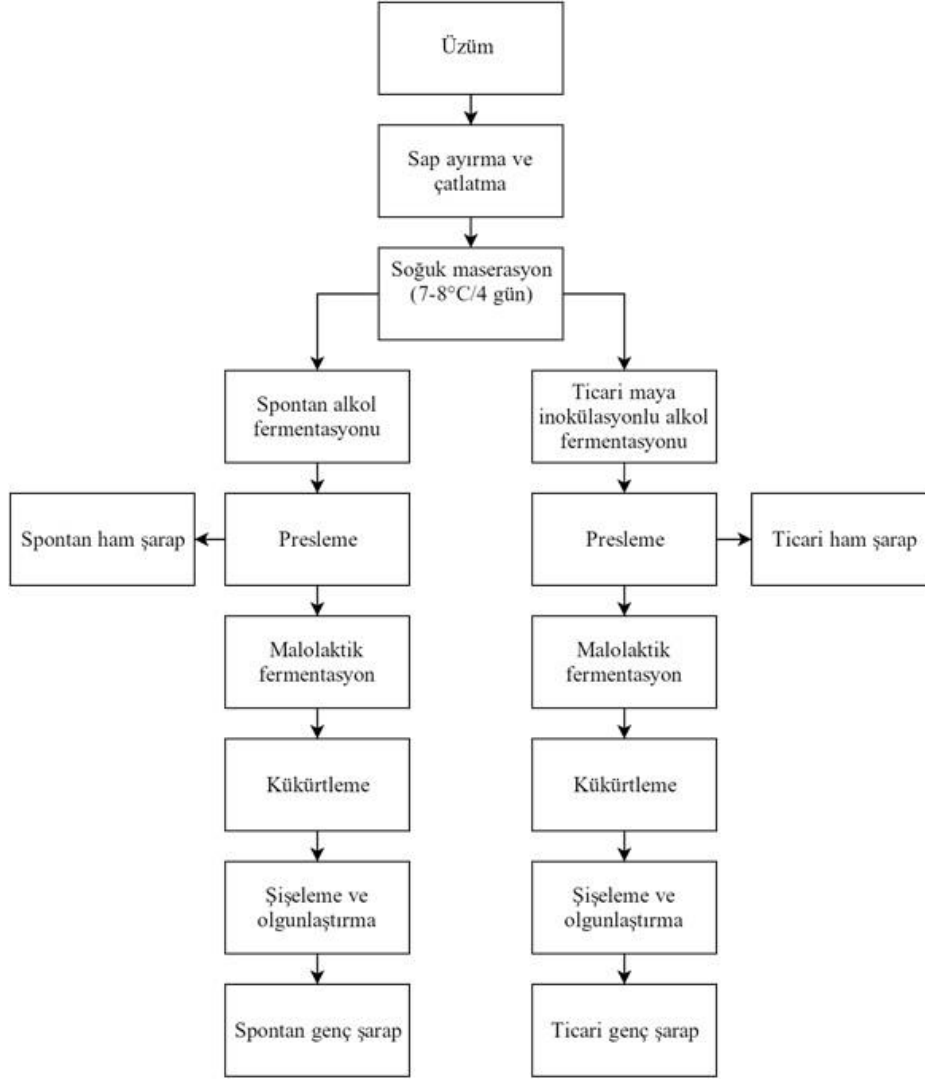 Üzüm
Sap ayırma ve
çatlatma
Soğuk maserasyon
(7-8°C/4 gün)
Spontan alkol
fermentasyonu
Ticari maya
inokülasyonlu alkol
fermentasyonu
Spontan ham şarap
Presleme
Presleme
Ticari ham şarap
Malolaktik
fermentasyon
Malolaktik
fermentasyon
Kükürtleme
Kükürtleme
Şişeleme ve
olgunlaştırma
Şişeleme ve
olgunlaştırma
Spontan genç şarap
Ticari genç şarap